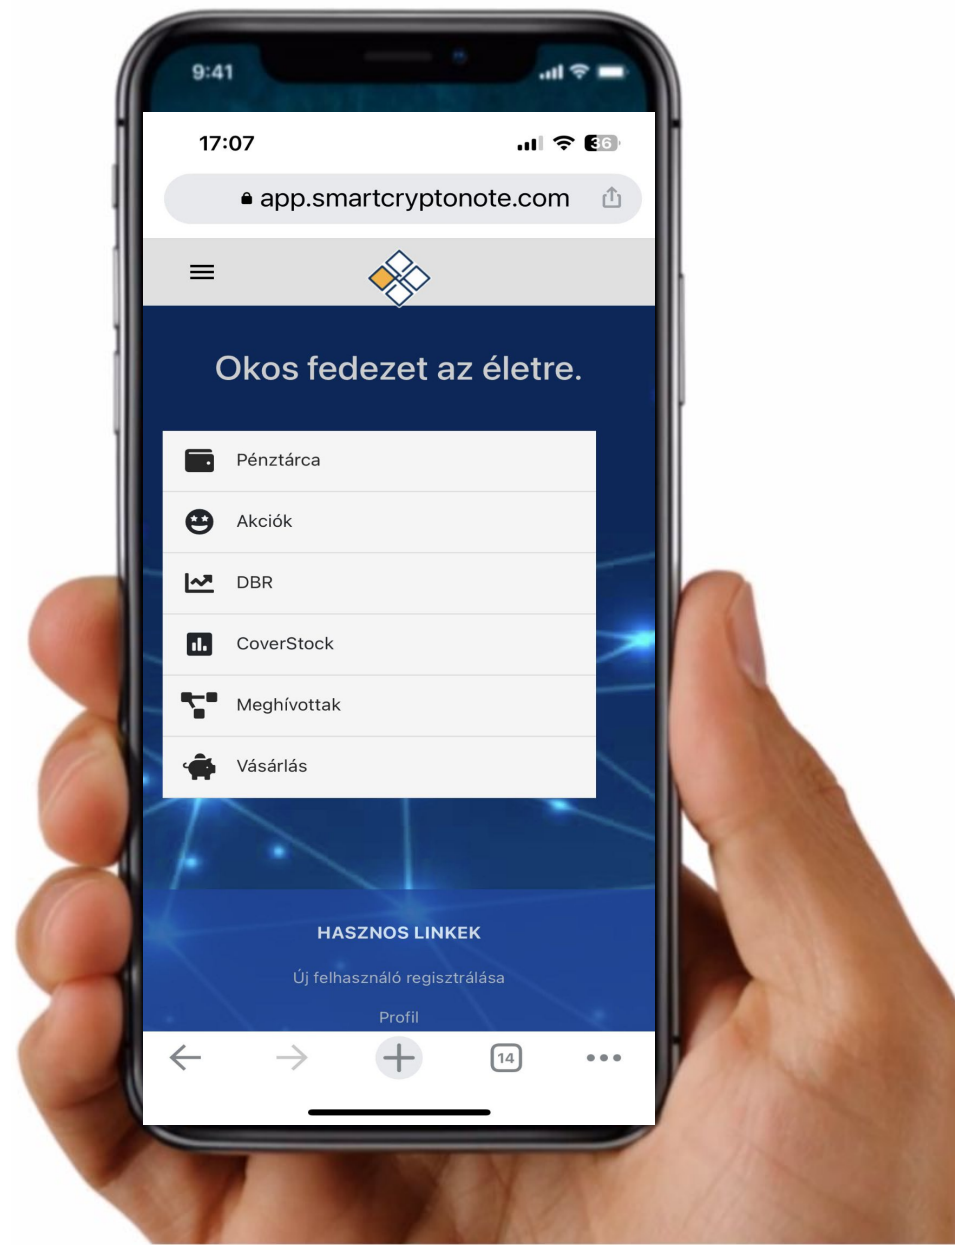 9:41
17:07
36
app.smartcryptonote.com
Okos fedezet az életre.
Pénztárca
Akciók
DBR
CoverStock
Meghívottak
Vásárlás
HASZNOS LINKEK
Új felhasználó regisztrálása
Profil
14